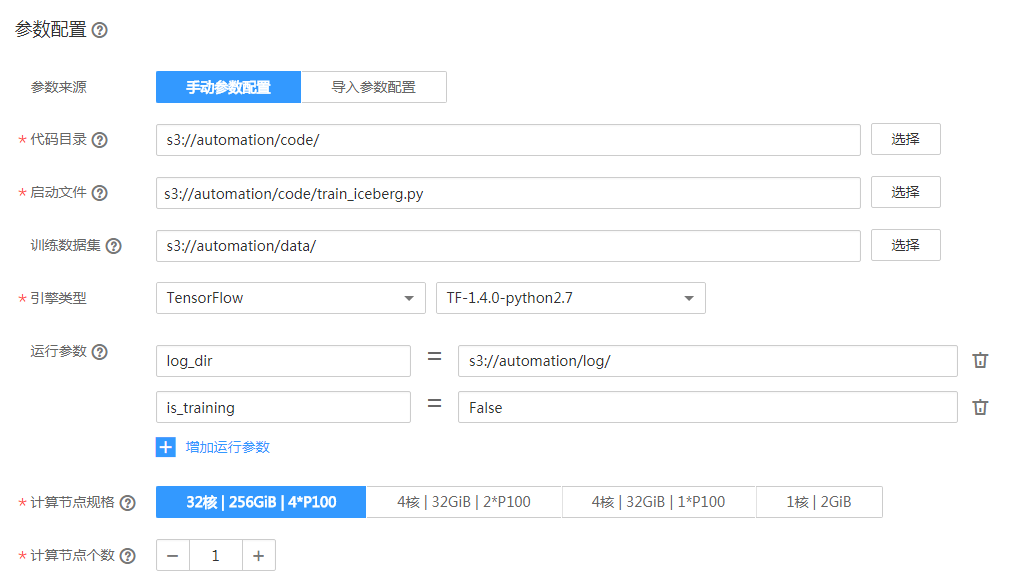 参数配置
参数来源 手动参数配置 导入参数配置
* 代码目录 s3://automation/code/ 选择
* 启动文件 s3://automation/code/train_iceberg.py 选择
训练数据集 s3://automation/data/ 选择
* 引擎类型 TensorFlow TF-1.4.0-python2.7
运行参数 log_dir = s3://automation/log/
is_training = False
增加运行参数
* 计算节点规格 32核 | 256GiB | 4*P100 4核 | 32GiB | 2*P100 4核 | 32GiB | 1*P100 1核 | 2GiB
* 计算节点个数 − 1 +